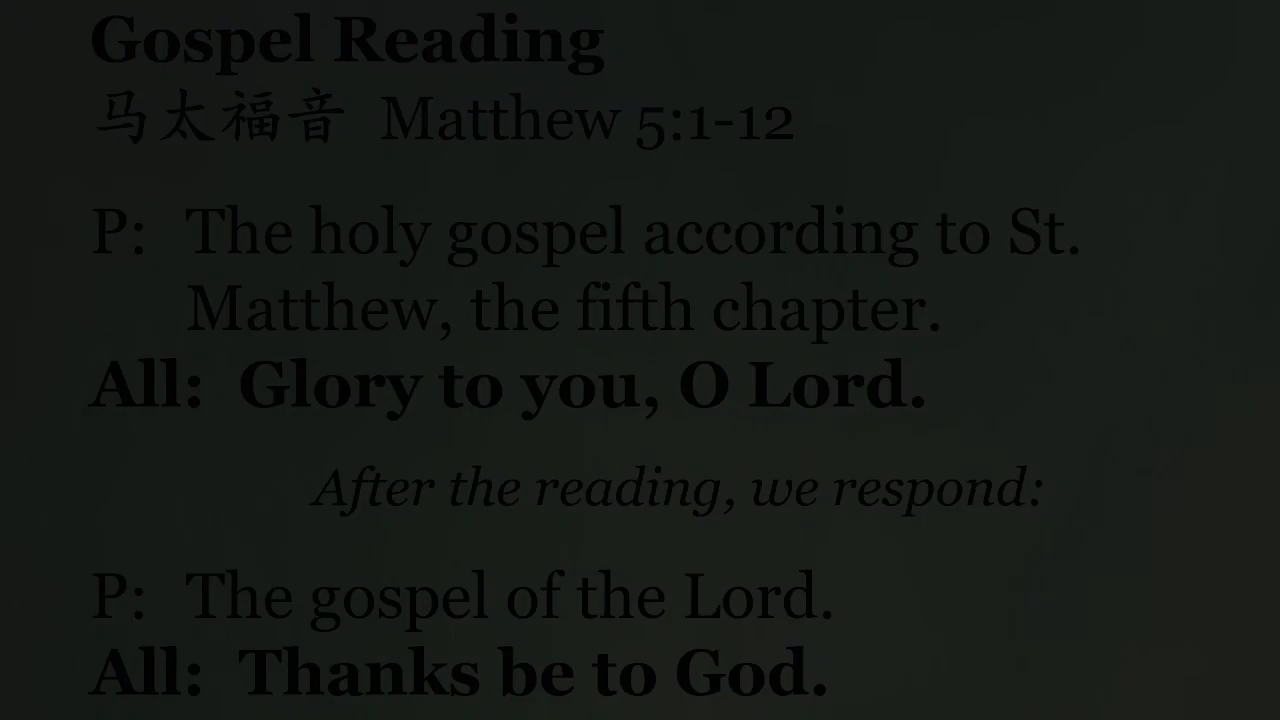 Gospel Reading
马太福音 Matthew 5:1-12
P: The holy gospel according to St.
Matthew, the fifth chapter.
All: Glory to you, O Lord.
After the reading, we respond:
P: The gospel of the Lord.
All: Thanks be to God.